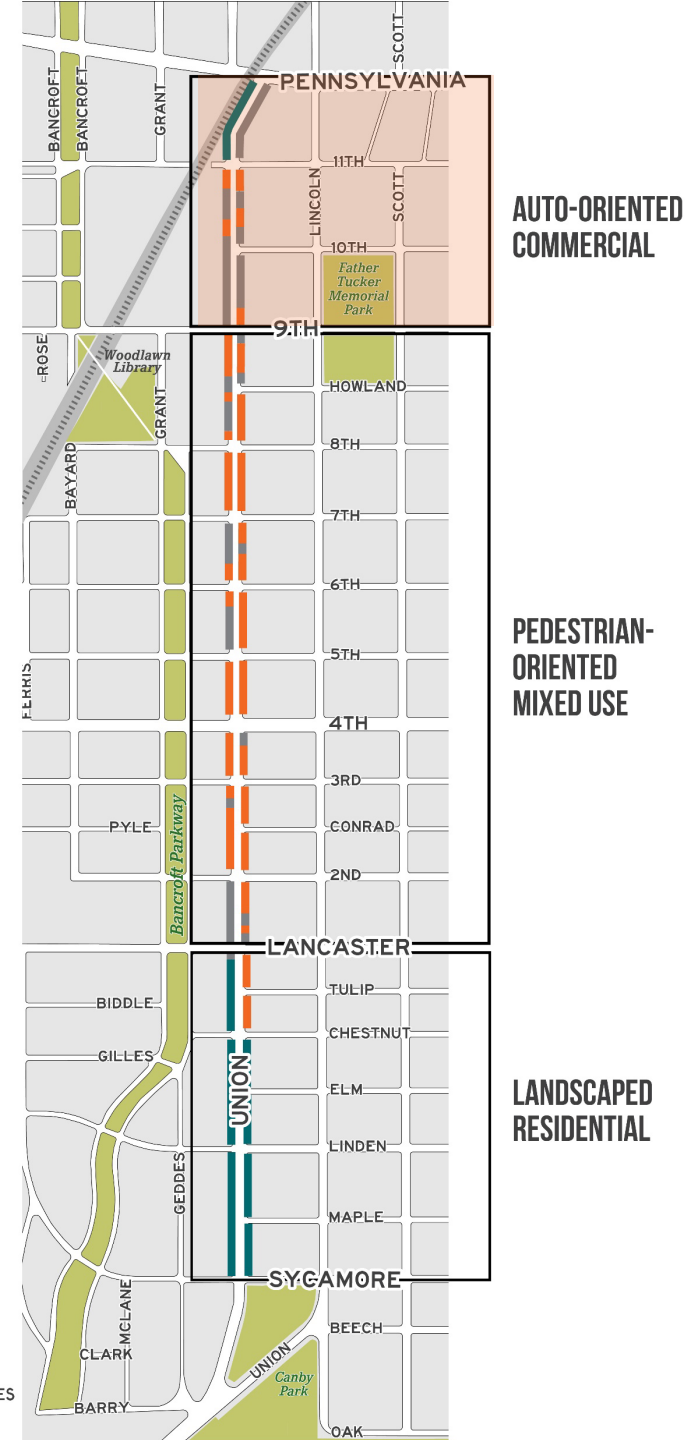 SCOTT
BANCROFT
BANCROFT
GRANT
PENNSYLVANIA
11TH
LINCOLN
SCOTT
AUTO-ORIENTED
COMMERCIAL
10TH
Father
Tucker
Memorial
Park
9TH
ROSE
Woodlawn
Library
GRANT
HOWLAND
8TH
BAYARD
7TH
6TH
PEDESTRIAN-
ORIENTED
MIXED USE
5TH
FERRIS
4TH
3RD
Bancroft Parkway
PYLE
CONRAD
2ND
LANCASTER
TULIP
BIDDLE
CHESTNUT
GILLES
UNION
ELM
LANDSCAPED
RESIDENTIAL
LINDEN
GEDDES
MAPLE
SYCAMORE
MCLANE
BEECH
CLARK
UNION
Canby
Park
ES
BARRY
OAK